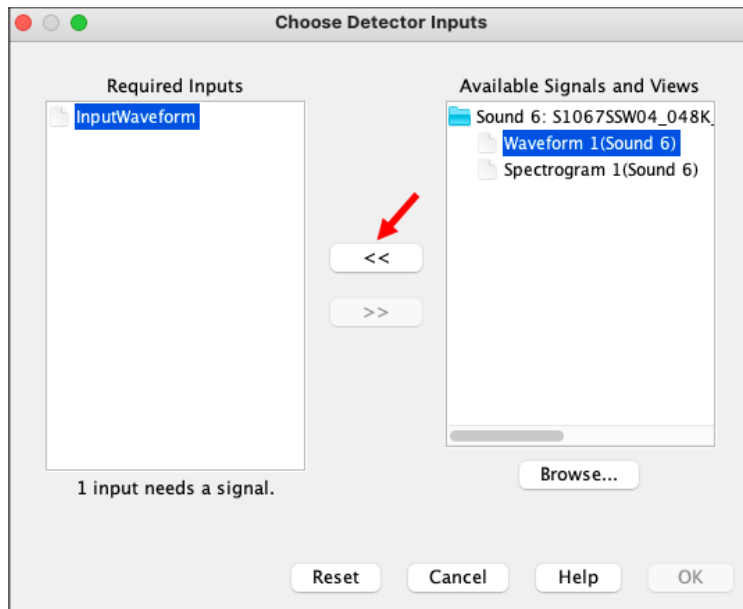 Choose Detector Inputs
Required Inputs
InputWaveform
1 input needs a signal.
<<
>>
Available Signals and Views
Sound 6: S1067SSW04_048K_
Waveform 1(Sound 6)
Spectrogram 1(Sound 6)
Browse...
Reset Cancel Help OK